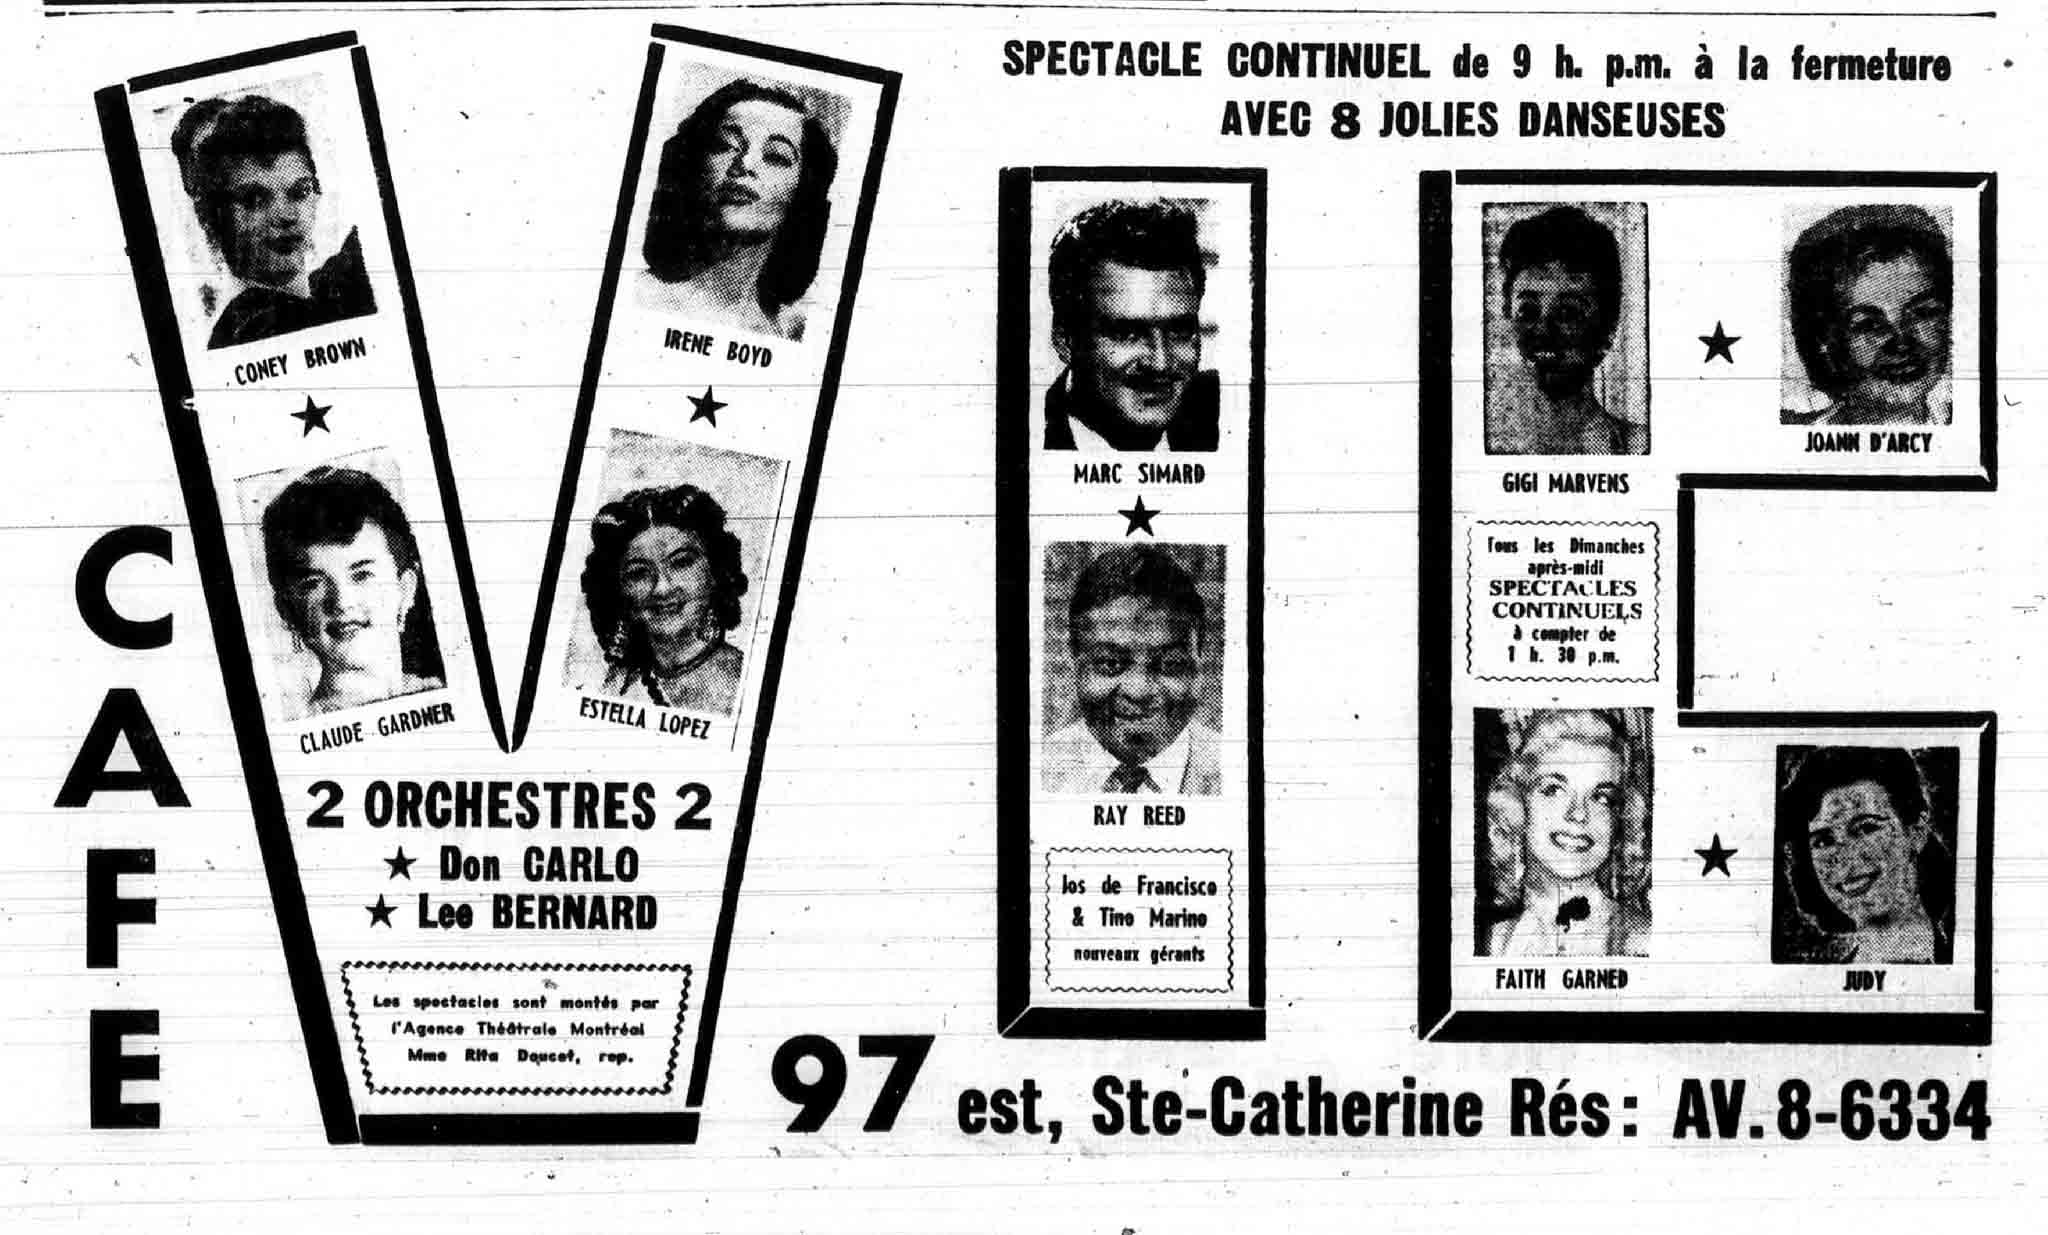 SPECTACLE CONTINUEL de 9 h. p.m. à la fermeture
AVEC 8 JOLIES DANSEUSES
CAFE
VIC
CONEY BROWN
IRENE BOYD
CLAUDE GARDNER
ESTELLA LOPEZ
2 ORCHESTRES 2
★ Don CARLO
★ Lee BERNARD
Les spectacles sont montés par
l'Agence Théâtrale Montréal
Mme Rita Doucet, rep.
MARC SIMARD
RAY REED
Jos de Francisco
& Tino Marino
nouveaux gérants
GIGI MARVENS
JOANN D'ARCY
Tous les Dimanches
après-midi
SPECTACLES
CONTINUELS
à compter de
1 h. 30 p.m.
FAITH GARNED
JUDY
97 est, Ste-Catherine Rés: AV. 8-6334